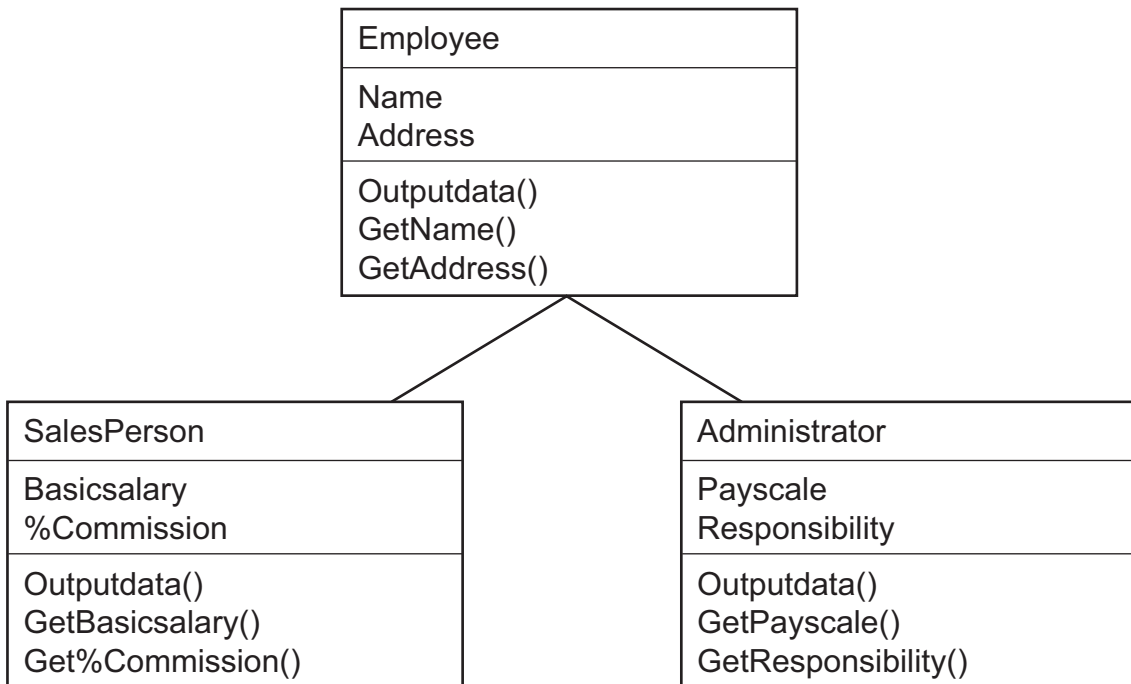 Employee
Name
Address
Outputdata()
GetName()
GetAddress()
SalesPerson
Basicsalary
%Commission
Outputdata()
GetBasicsalary()
Get%Commission()
Administrator
Payscale
Responsibility
Outputdata()
GetPayscale()
GetResponsibility()